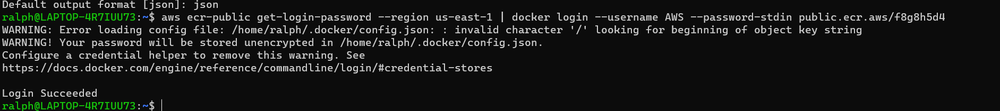 Default output format [json]: json
ralph@LAPTOP-4R7IUU73:~$ aws ecr-public get-login-password --region us-east-1 | docker login --username AWS --password-stdin public.ecr.aws/f8g8h5d4
WARNING: Error loading config file: /home/ralph/.docker/config.json: : invalid character '/' looking for beginning of object key string
WARNING! Your password will be stored unencrypted in /home/ralph/.docker/config.json.
Configure a credential helper to remove this warning. See
https://docs.docker.com/engine/reference/commandline/login/#credential-stores

Login Succeeded
ralph@LAPTOP-4R7IUU73:~$